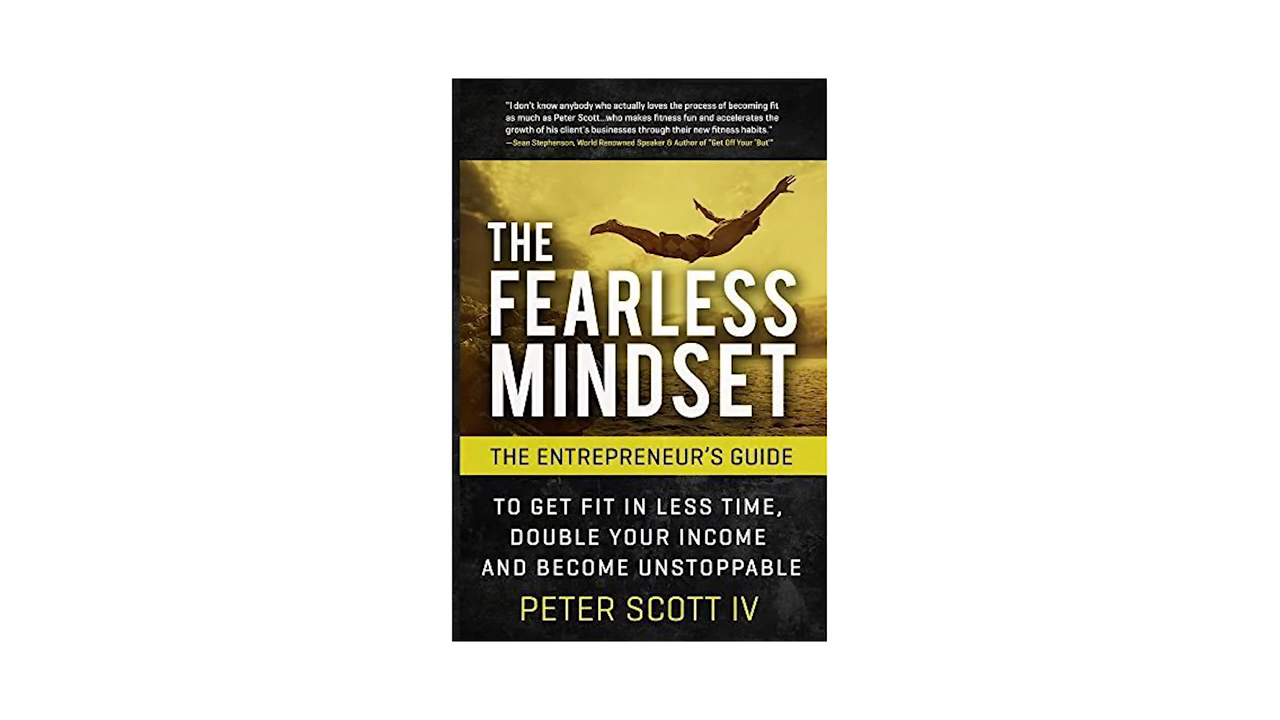 "I don't know anybody who actually loves the process of becoming fit
as much as Peter Scott...who makes fitness fun and accelerates the
growth of his client's businesses through their new fitness habits."
—Sean Stephenson, World Renowned Speaker & Author of "Get Off Your 'But'"
THE
FEARLESS
MINDSET
THE ENTREPRENEUR'S GUIDE
TO GET FIT IN LESS TIME,
DOUBLE YOUR INCOME
AND BECOME UNSTOPPABLE
PETER SCOTT IV